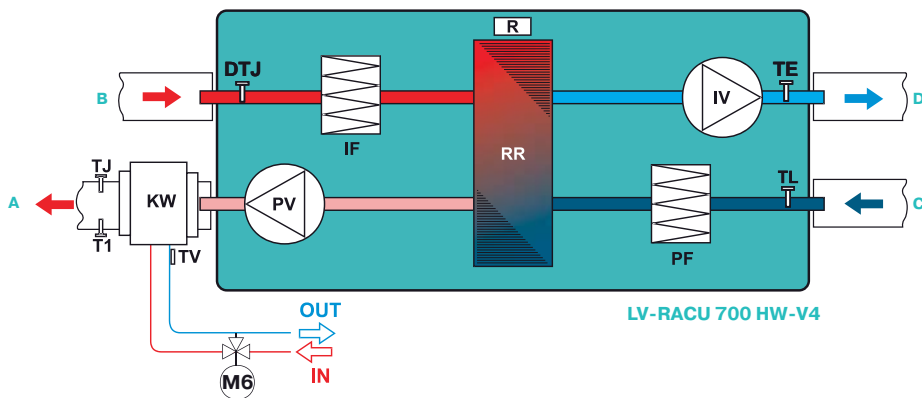 R
DTJ
TE
B
IV
D
IF
RR
TJ
TL
A
KW
PV
C
T1
TV
PF
OUT
LV-RACU 700 HW-V4
IN
M6